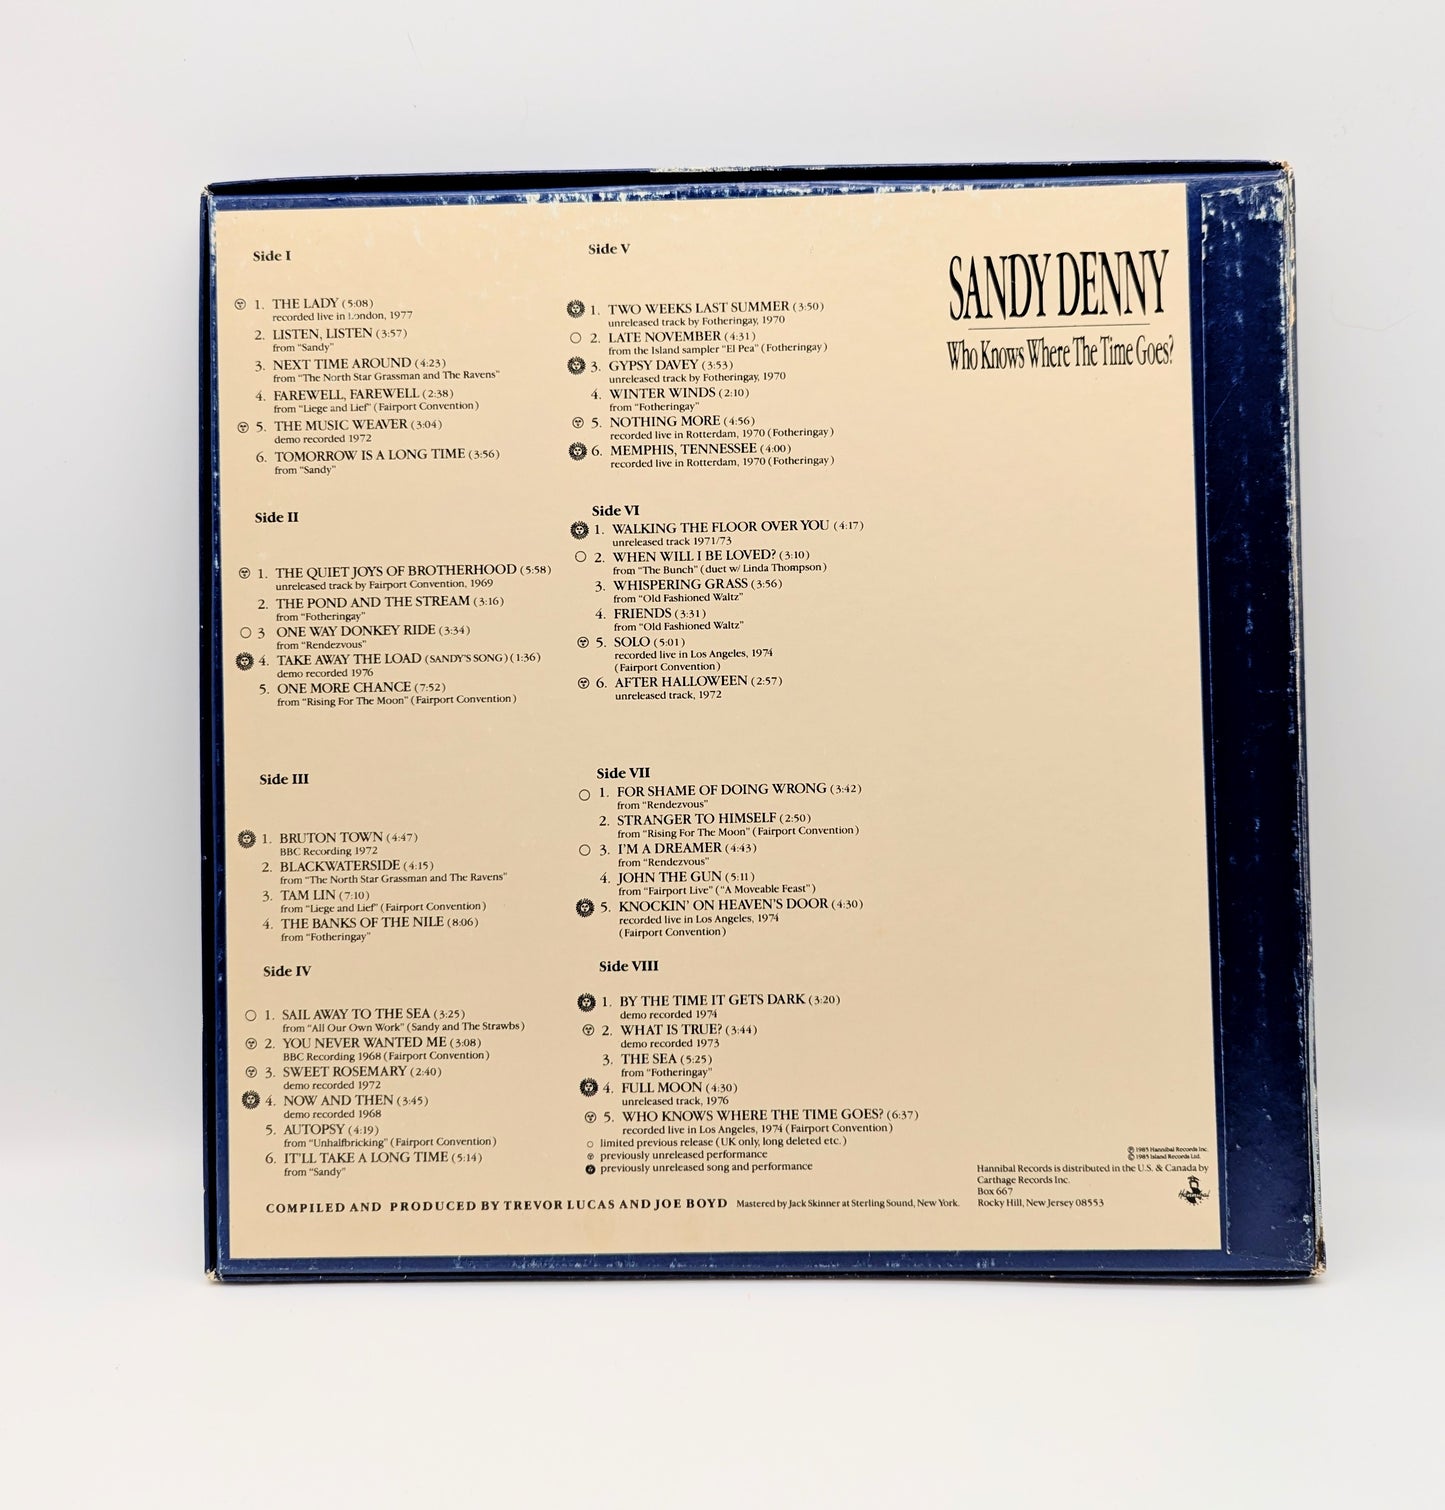 Side I
1. THE LADY (5:08)
recorded live in London, 1977
2. LISTEN, LISTEN (3:57)
from "Sandy"
3. NEXT TIME AROUND (4:23)
from "The North Star Grassman and The Ravens"
4. FAREWELL, FAREWELL (2:38)
from "Liege and Lief" (Fairport Convention)
5. THE MUSIC WEAVER (3:04)
demo recorded 1972
6. TOMORROW IS A LONG TIME (3:56)
from "Sandy"
Side II
1. THE QUIET JOYS OF BROTHERHOOD (5:58)
unreleased track by Fairport Convention, 1969
2. THE POND AND THE STREAM (3:16)
from "Fotheringay"
3 ONE WAY DONKEY RIDE (3:34)
from "Rendezvous"
4. TAKE AWAY THE LOAD (SANDY'S SONG) (1:36)
demo recorded 1976
5. ONE MORE CHANCE (7:52)
from "Rising For The Moon" (Fairport Convention)
Side III
1. BRUTON TOWN (4:47)
BBC Recording 1972
2. BLACKWATERSIDE (4:15)
from "The North Star Grassman and The Ravens"
3. TAM LIN (7:10)
from "Liege and Lief" (Fairport Convention)
4. THE BANKS OF THE NILE (8:06)
from "Fotheringay"
Side IV
1. SAIL AWAY TO THE SEA (3:25)
from "All Our Own Work" (Sandy and The Strawbs)
2. YOU NEVER WANTED ME (3:08)
BBC Recording 1968 (Fairport Convention)
3. SWEET ROSEMARY (2:40)
demo recorded 1972
4. NOW AND THEN (3:45)
demo recorded 1968
5. AUTOPSY (4:19)
from "Unhalfbricking" (Fairport Convention)
6. IT'LL TAKE A LONG TIME (5:14)
from "Sandy"
Side V
1. TWO WEEKS LAST SUMMER (3:50)
unreleased track by Fotheringay, 1970
2. LATE NOVEMBER (4:31)
from the Island sampler "El Pea" (Fotheringay)
3. GYPSY DAVEY (3:53)
unreleased track by Fotheringay, 1970
4. WINTER WINDS (2:10)
from "Fotheringay"
5. NOTHING MORE (4:56)
recorded live in Rotterdam, 1970 (Fotheringay)
6. MEMPHIS, TENNESSEE (4:00)
recorded live in Rotterdam, 1970 (Fotheringay)
Side VI
1. WALKING THE FLOOR OVER YOU (4:17)
unreleased track 1971/73
2. WHEN WILL I BE LOVED? (3:10)
from "The Bunch" (duet w/ Linda Thompson)
3. WHISPERING GRASS (3:56)
from "Old Fashioned Waltz"
4. FRIENDS (3:31)
from "Old Fashioned Waltz"
5. SOLO (5:01)
recorded live in Los Angeles, 1974
(Fairport Convention)
6. AFTER HALLOWEEN (2:57)
unreleased track, 1972
Side VII
1. FOR SHAME OF DOING WRONG (3:42)
from "Rendezvous"
2. STRANGER TO HIMSELF (2:50)
from "Rising For The Moon" (Fairport Convention)
3. I'M A DREAMER (4:43)
from "Rendezvous"
4. JOHN THE GUN (5:11)
from "Fairport Live" ("A Moveable Feast")
5. KNOCKIN' ON HEAVEN'S DOOR (4:30)
recorded live in Los Angeles, 1974
(Fairport Convention)
Side VIII
1. BY THE TIME IT GETS DARK (3:20)
demo recorded 1974
2. WHAT IS TRUE? (3:44)
demo recorded 1973
3. THE SEA (5:25)
from "Fotheringay"
4. FULL MOON (4:30)
unreleased track, 1976
5. WHO KNOWS WHERE THE TIME GOES? (6:37)
recorded live in Los Angeles, 1974 (Fairport Convention)
limited previous release (UK only, long deleted etc.)
previously unreleased performance
previously unreleased song and performance
SANDY DENNY
Who Knows Where The Time Goes?
℗ 1985 Hannibal Records Inc.
© 1985 Island Records Ltd.
Hannibal Records is distributed in the U.S. & Canada by
Carthage Records Inc.
Box 667
Rocky Hill, New Jersey 08553
Hannibal
COMPILED AND PRODUCED BY TREVOR LUCAS AND JOE BOYD Mastered by Jack Skinner at Sterling Sound, New York.